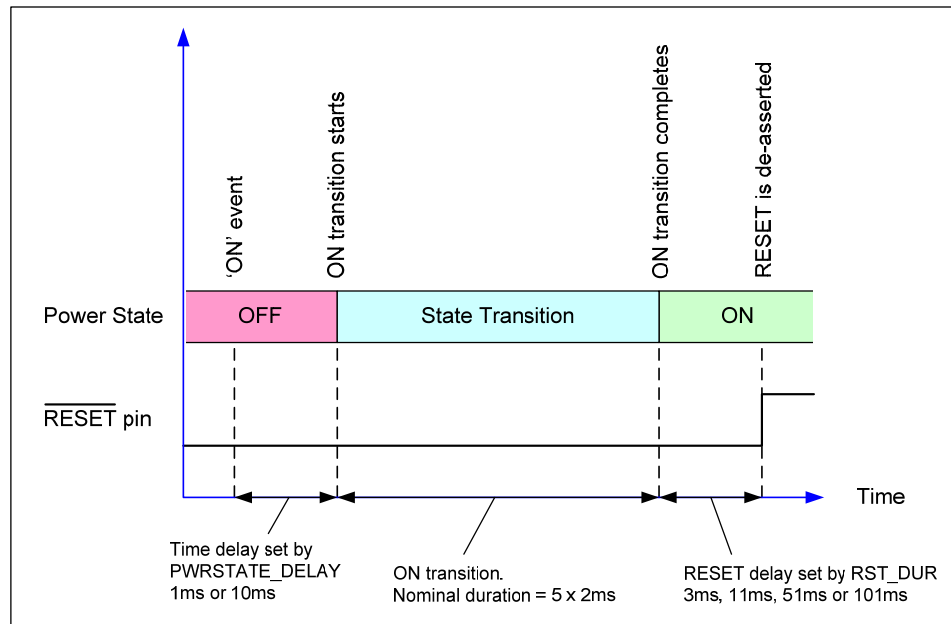 'ON' event
ON transition starts
ON transition completes
RESET is de-asserted
Power State
OFF
State Transition
ON
RESET pin
Time
Time delay set by
PWRSTATE_DELAY
1ms or 10ms
ON transition.
Nominal duration = 5 x 2ms
RESET delay set by RST_DUR
3ms, 11ms, 51ms or 101ms